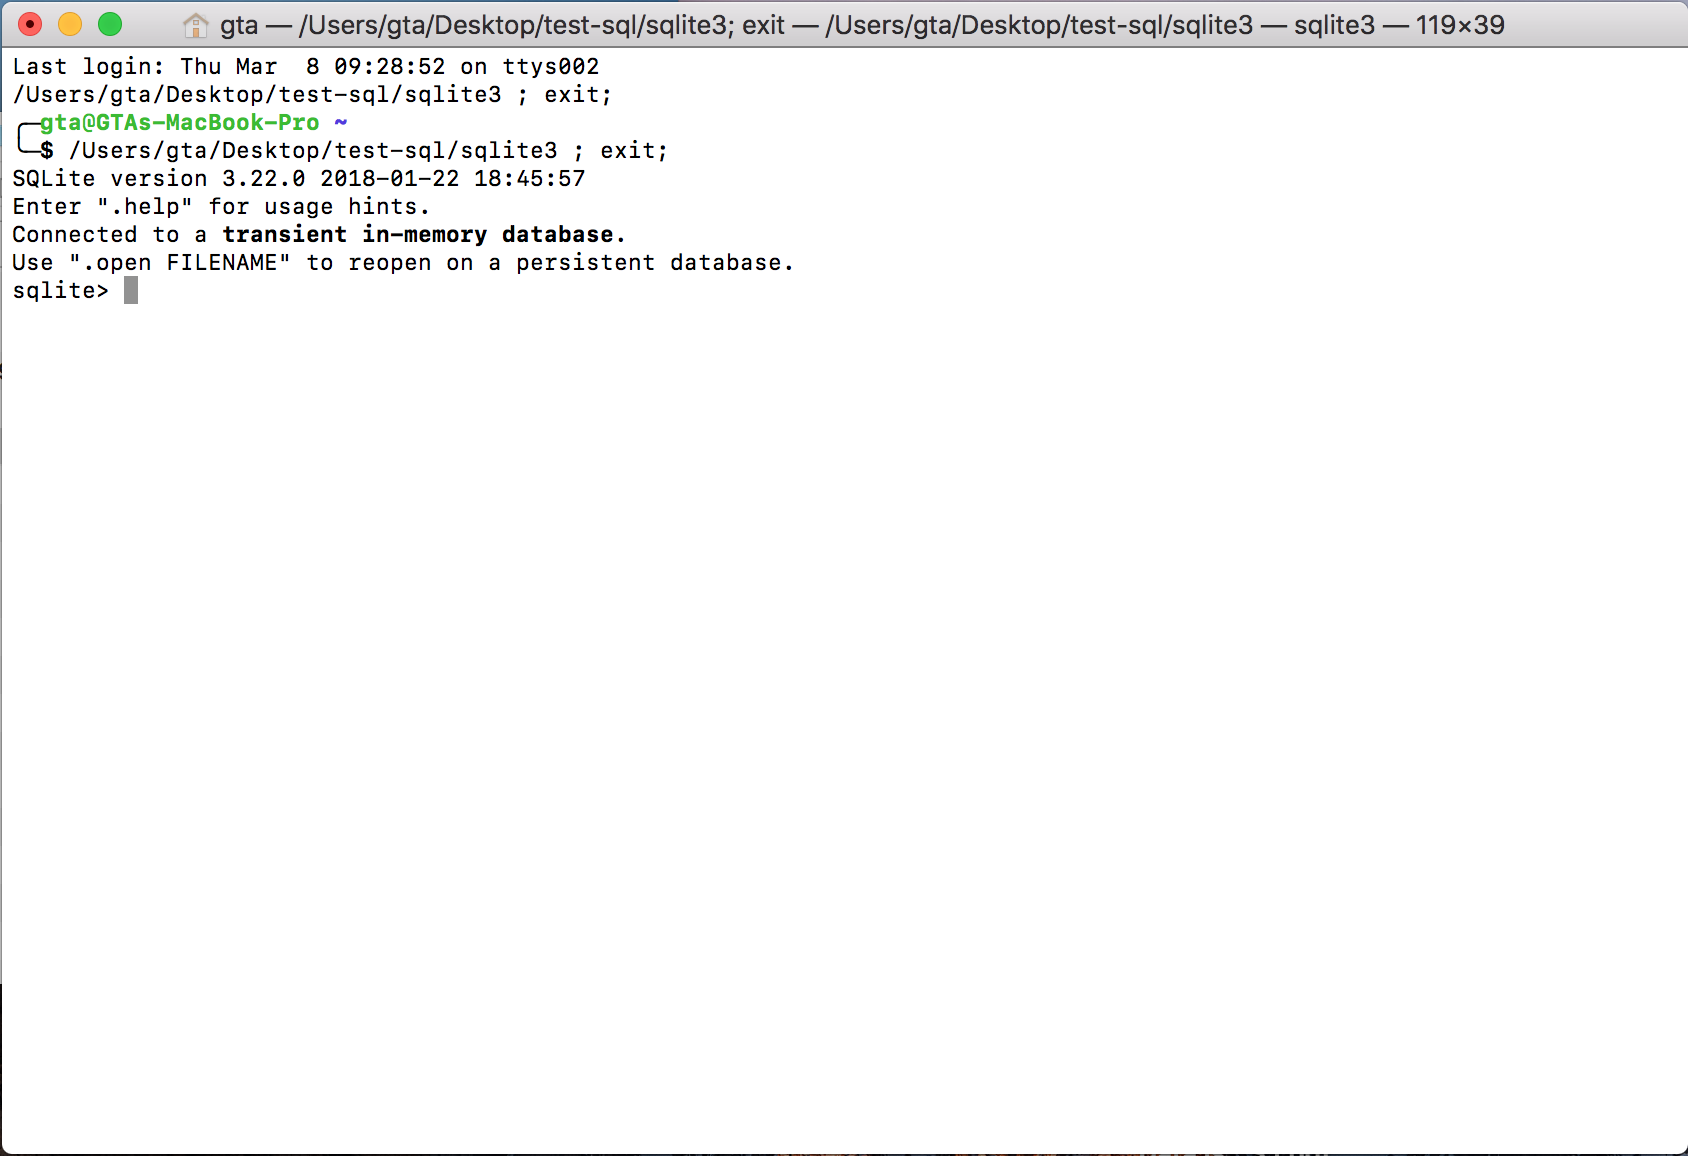 gta — /Users/gta/Desktop/test-sql/sqlite3; exit — /Users/gta/Desktop/test-sql/sqlite3 — sqlite3 — 119×39
Last login: Thu Mar  8 09:28:52 on ttys002
/Users/gta/Desktop/test-sql/sqlite3 ; exit;
gta@GTAs-MacBook-Pro ~
$ /Users/gta/Desktop/test-sql/sqlite3 ; exit;
SQLite version 3.22.0 2018-01-22 18:45:57
Enter ".help" for usage hints.
Connected to a transient in-memory database.
Use ".open FILENAME" to reopen on a persistent database.
sqlite>